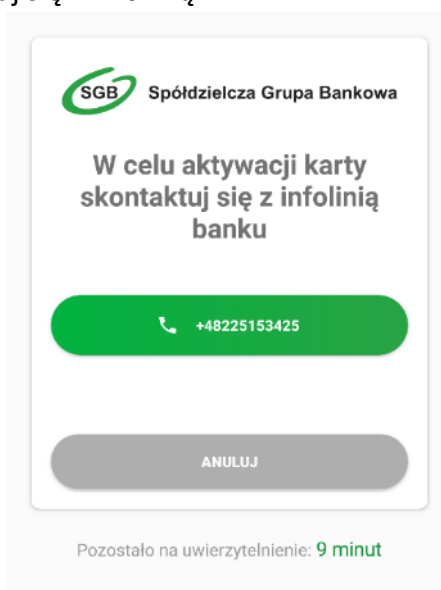 SGB Spółdzielcza Grupa Bankowa
W celu aktywacji karty
skontaktuj się z infolinią
banku
+48225153425
ANULUJ
Pozostało na uwierzytelnienie: 9 minut